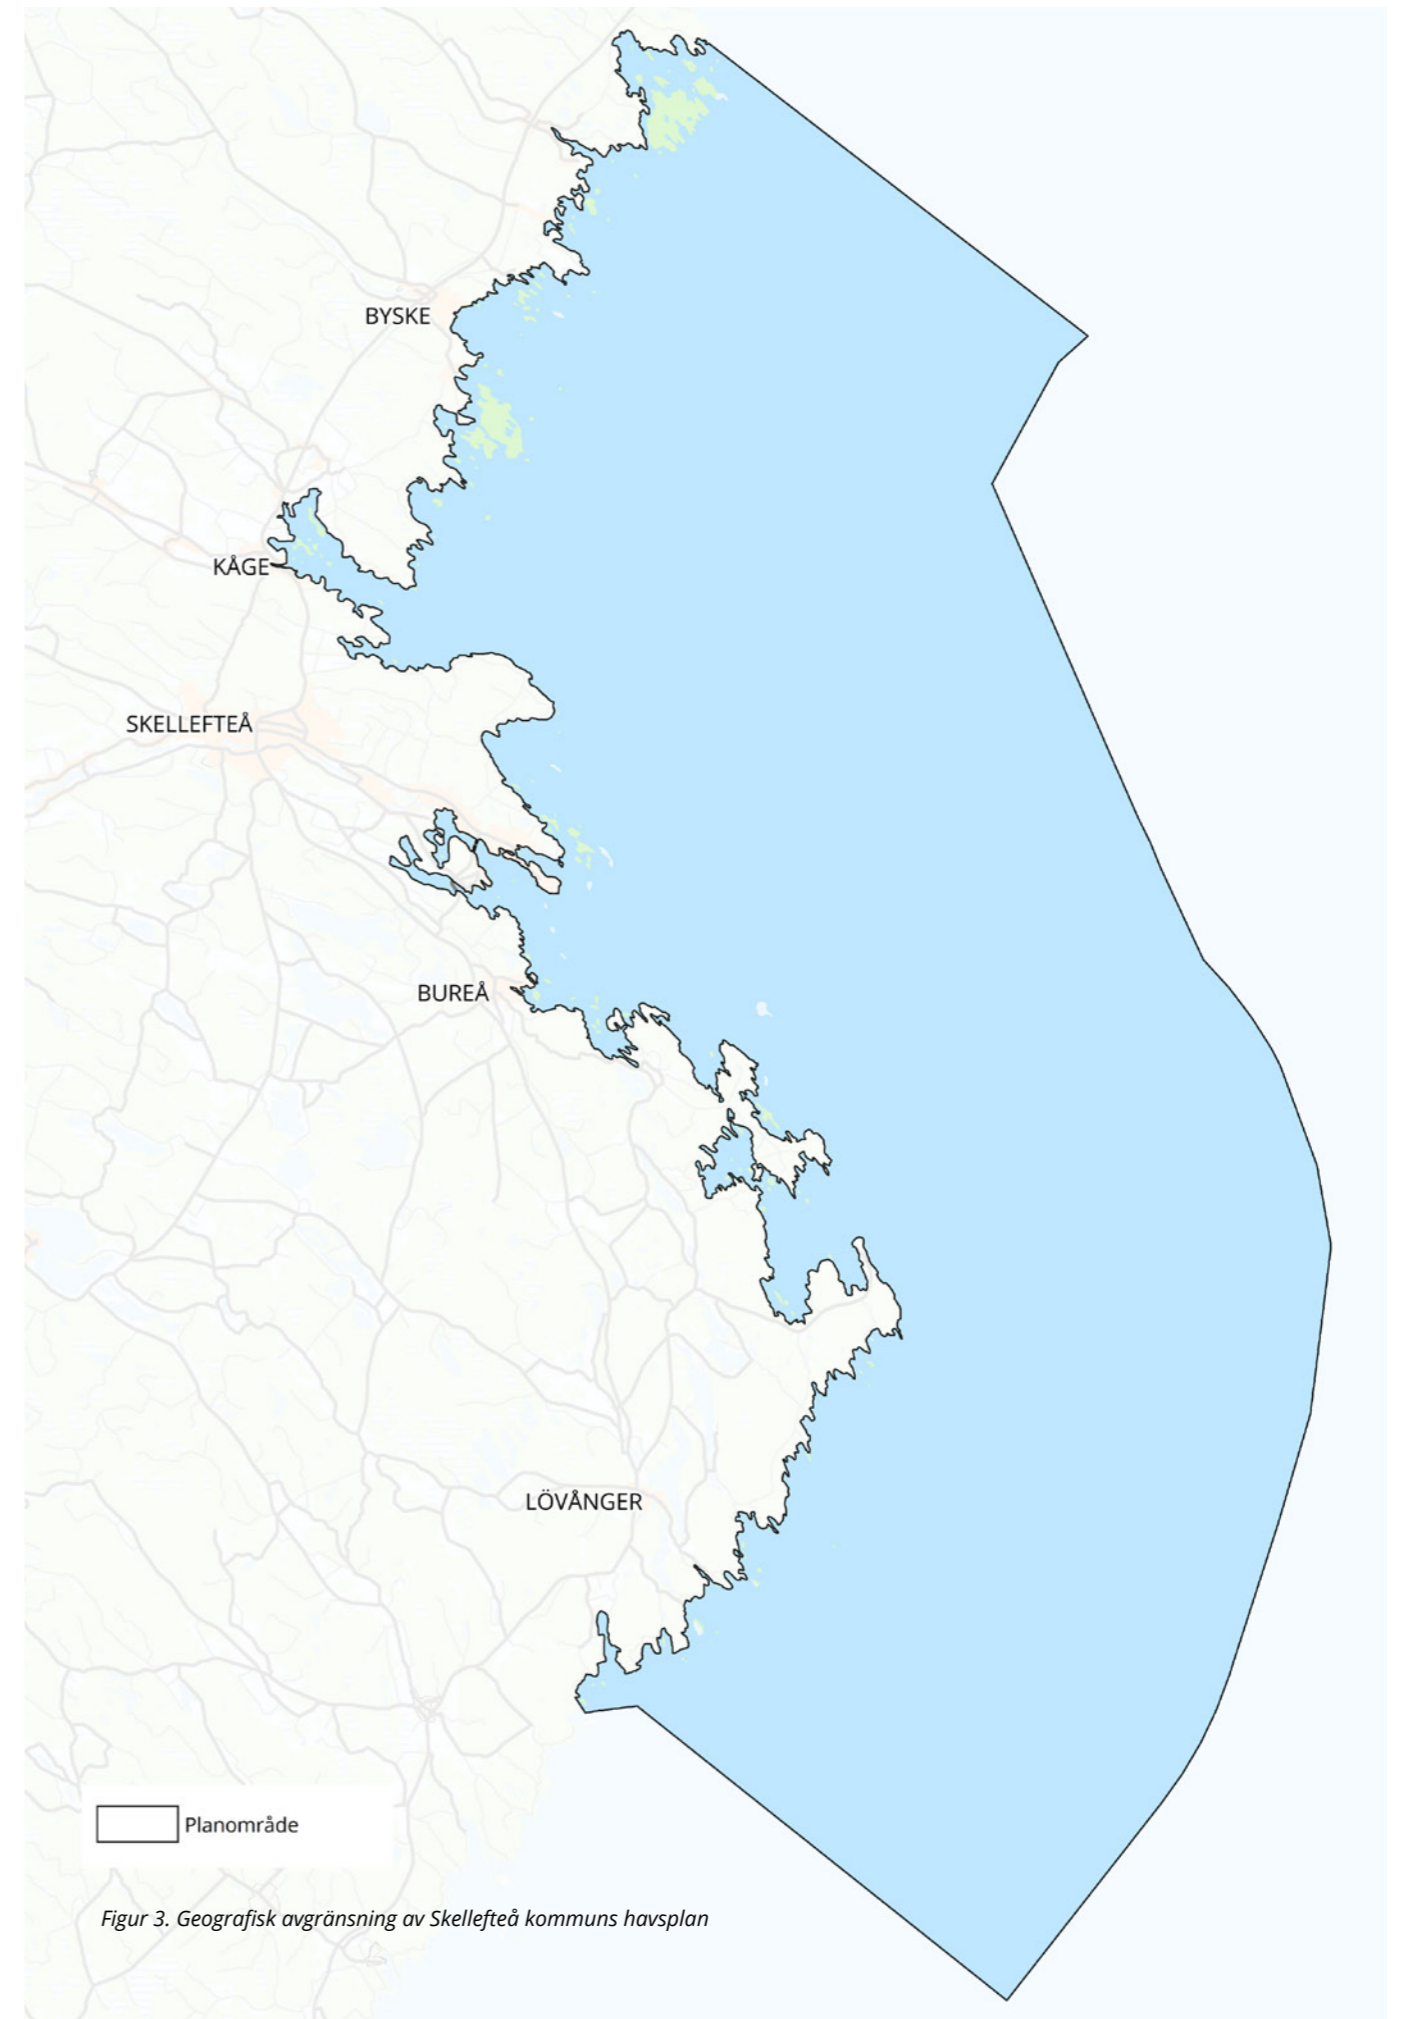 BYSKE
KÅGE
SKELLEFTEÅ
BUREÅ
LÖVÅNGER
Planområde
Figur 3. Geografisk avgränsning av Skellefteå kommuns havsplan